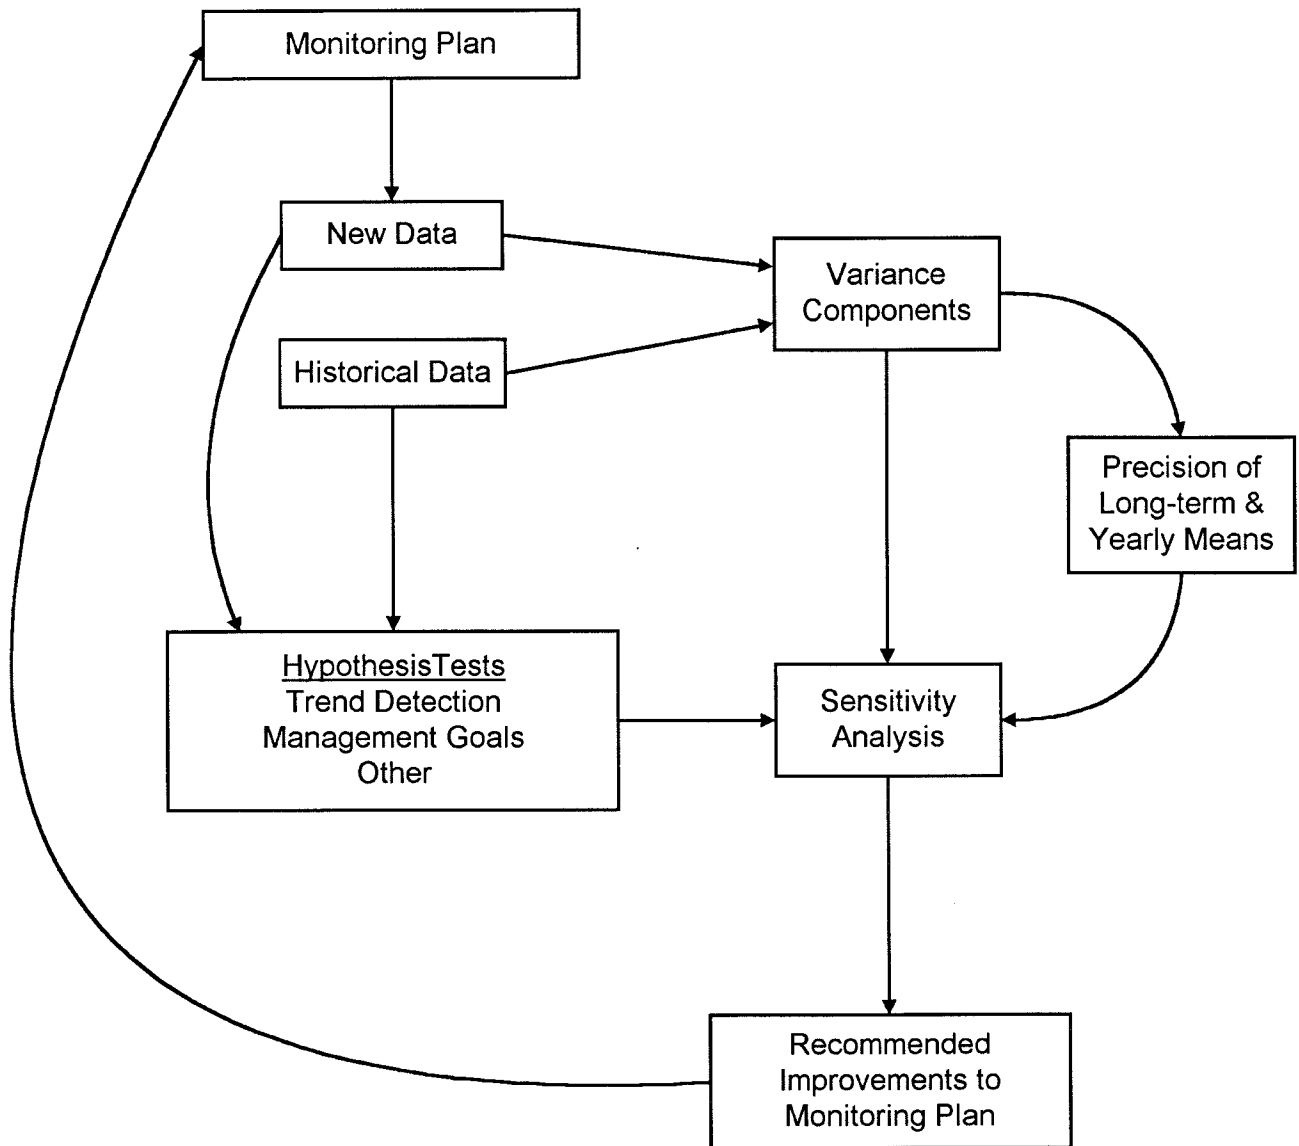 Monitoring Plan
New Data
Variance
Components
Historical Data
Precision of
Long-term &
Yearly Means
HypothesisTests
Trend Detection
Management Goals
Other
Sensitivity
Analysis
Recommended
Improvements to
Monitoring Plan